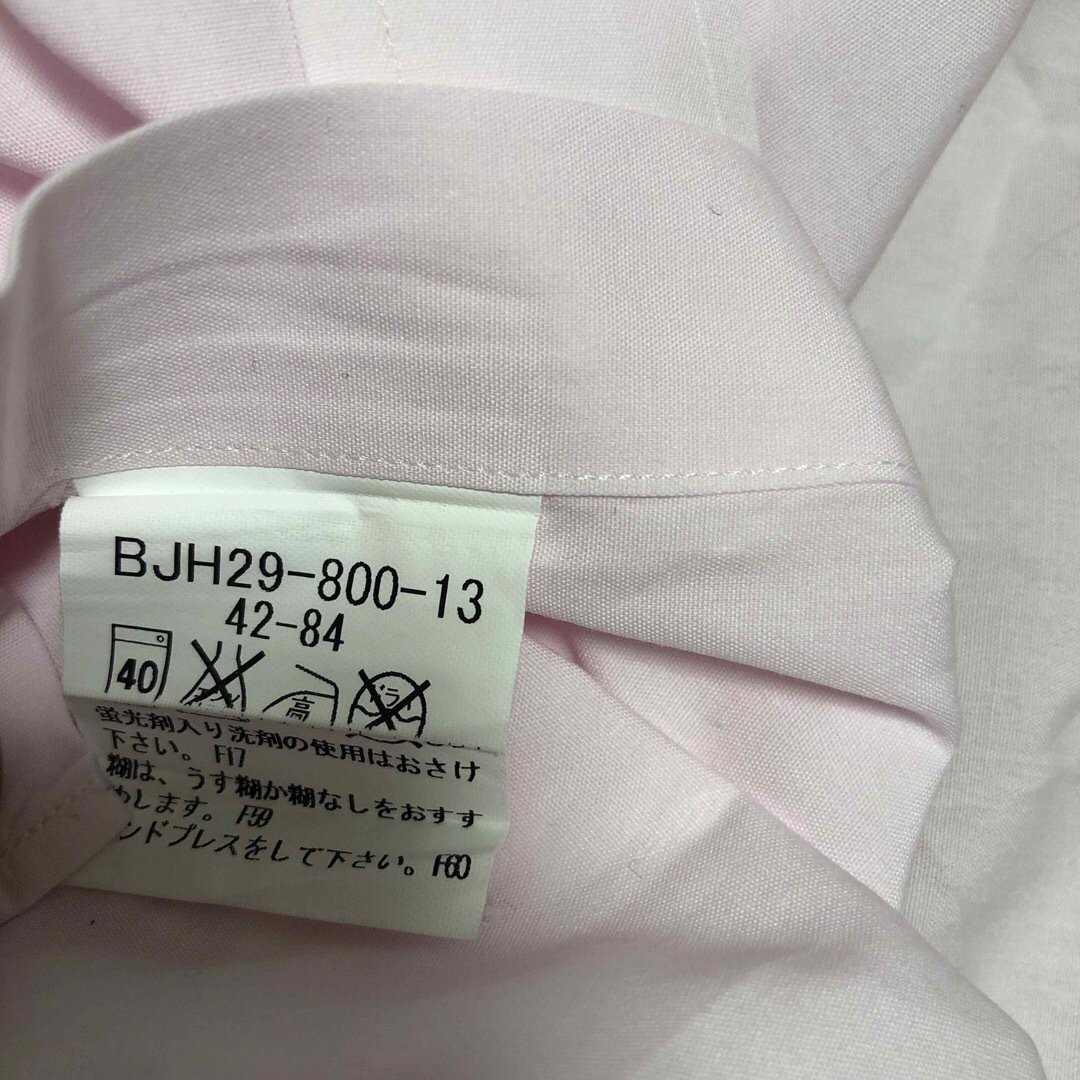 BJH29-800-13
42-84
40 高
蛍光剤入り洗剤の使用はおさけ
下さい。F17
糊は、うす糊か糊なしをおすす
めします。F59
ンドプレスをして下さい。F60